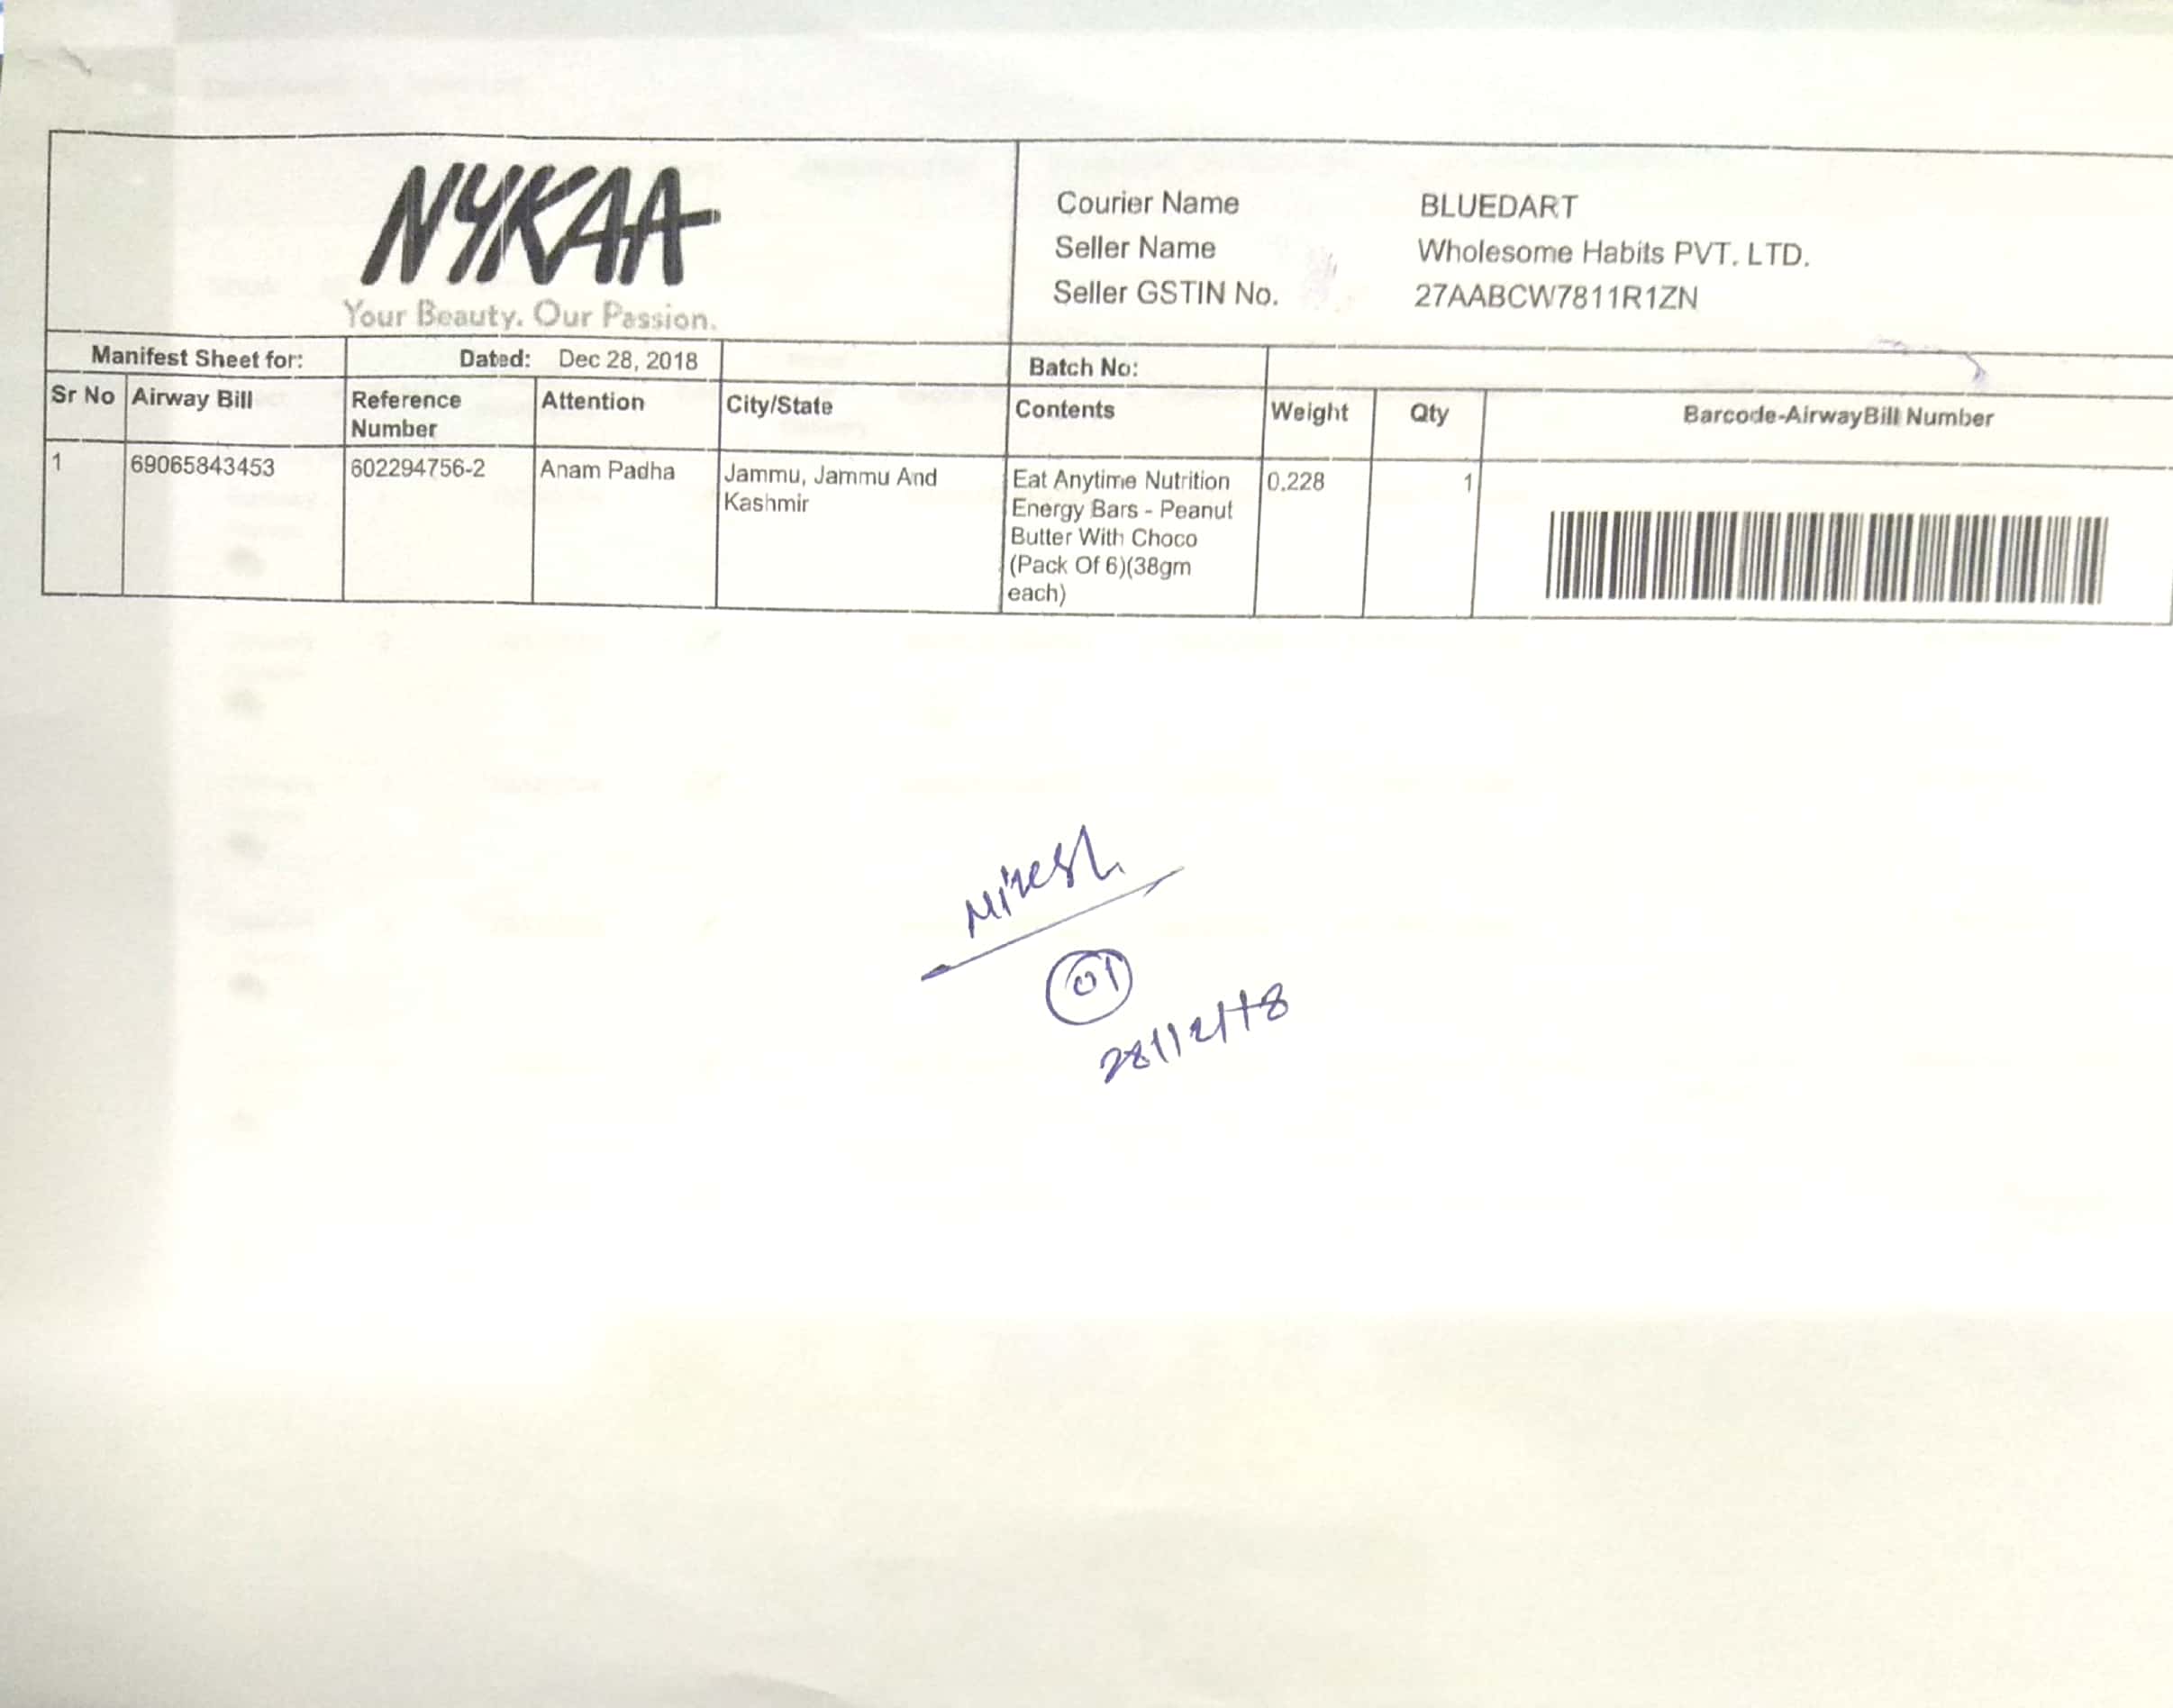 NYKAA
Your Beauty. Our Passion.
Courier Name BLUEDART
Seller Name Wholesome Habits PVT. LTD.
Seller GSTIN No. 27AABCW7811R1ZN
Manifest Sheet for: Dated: Dec 28, 2018 Batch No:
Sr No Airway Bill Reference Number Attention City/State Contents Weight Qty Barcode-AirwayBill Number
1 69065843453 602294756-2 Anam Padha Jammu, Jammu And Kashmir Eat Anytime Nutrition Energy Bars - Peanut Butter With Choco (Pack Of 6)(38gm each) 0.228 1
01
28/12/18